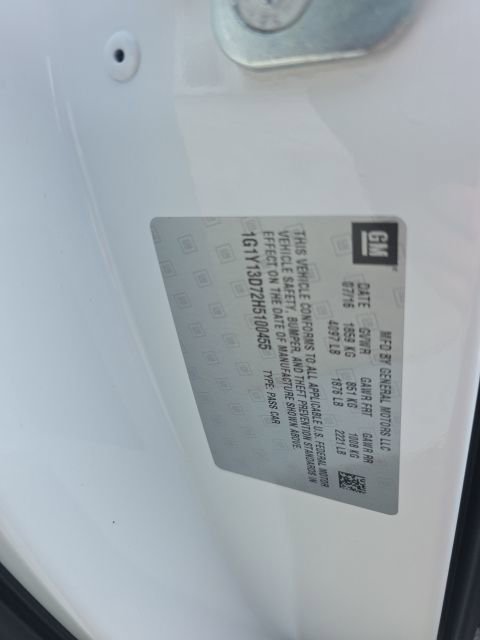 GM
MFD BY GENERAL MOTORS LLC
DATE GVWR GAWR FRT GAWR RR
07/16 1859 KG 851 KG 1008 KG
4097 LB 1876 LB 2221 LB
THIS VEHICLE CONFORMS TO ALL APPLICABLE U.S. FEDERAL MOTOR
VEHICLE SAFETY, BUMPER, AND THEFT PREVENTION STANDARDS IN
EFFECT ON THE DATE OF MANUFACTURE SHOWN ABOVE.
1G1Y13D72H5100455 TYPE: PASS CAR